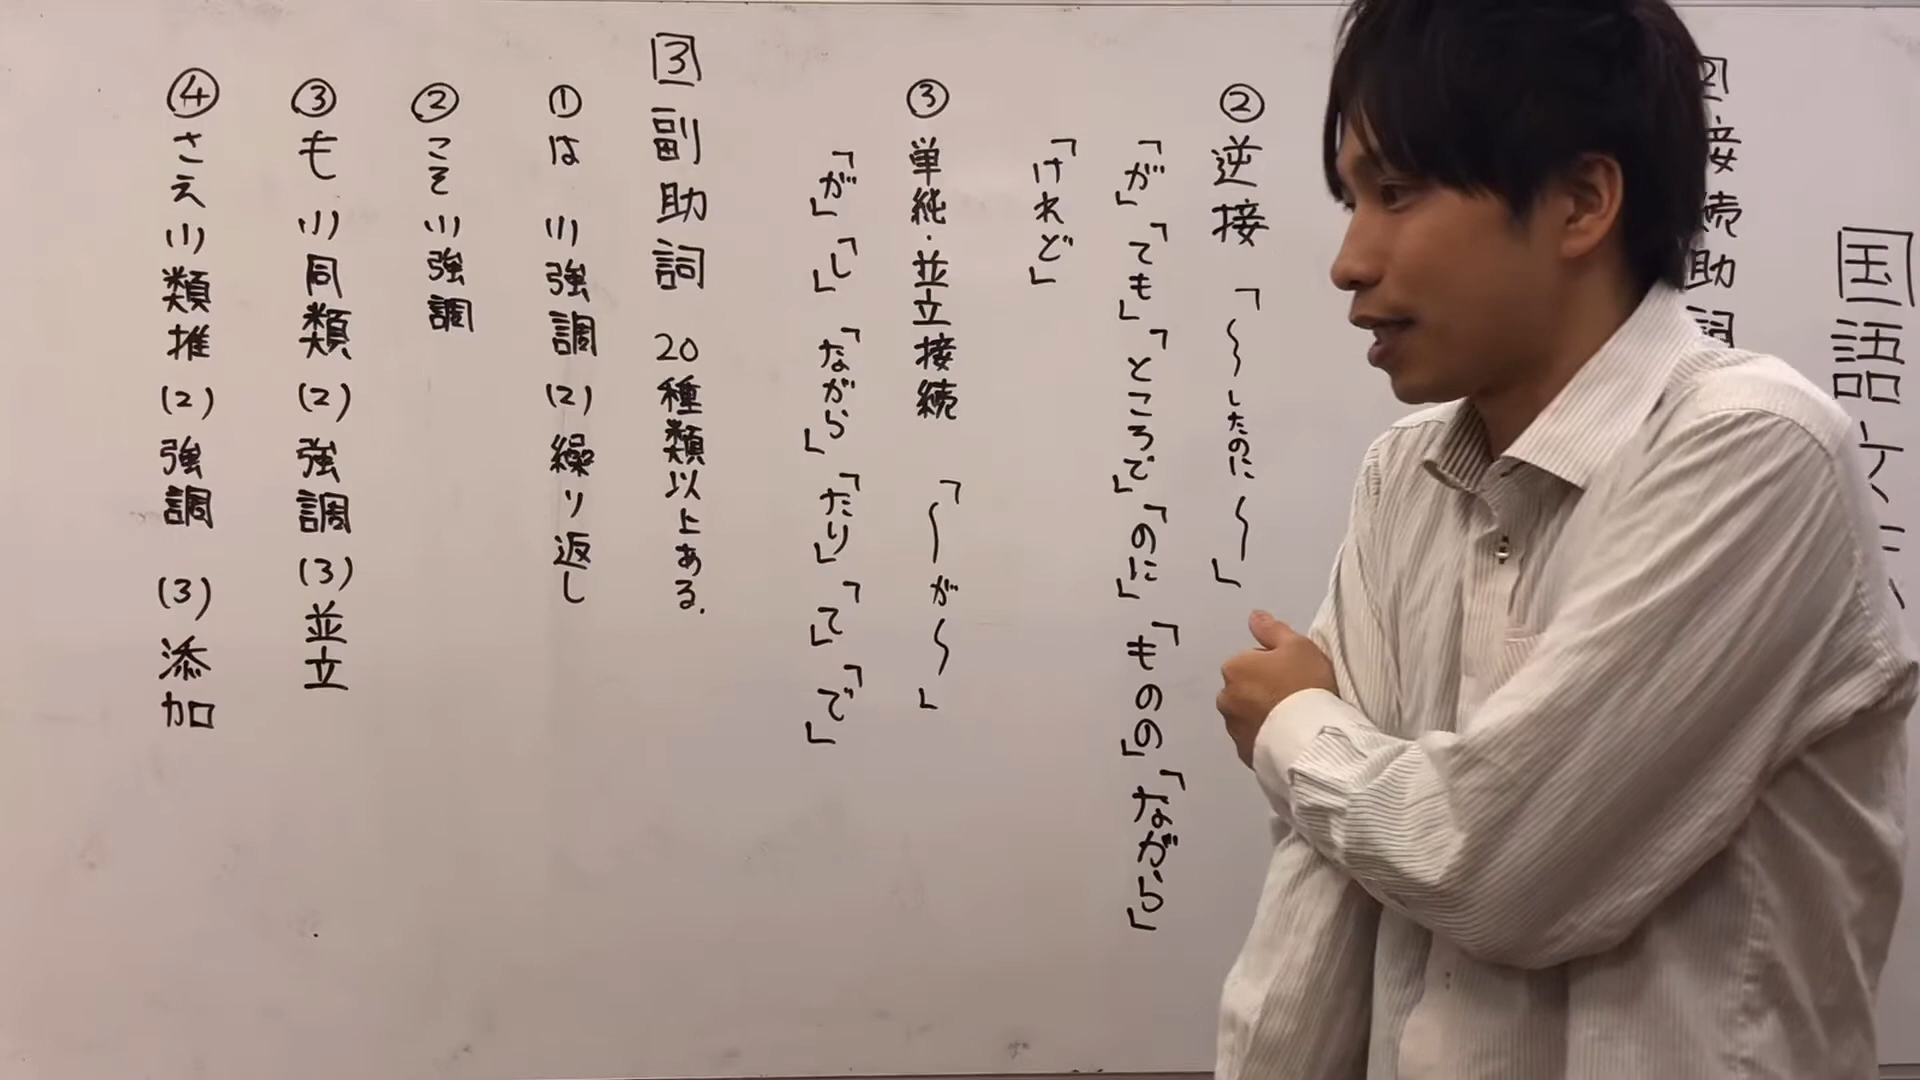 国語
2 接続助詞
② 逆接 「～したのに～」
「が」「ても」「ところで」「のに」「ものの」「ながら」
「けれど」
③ 単純・並立接続 「～が～」
「が」「し」「ながら」「たり」「て」「で」
3 副助詞 20種類以上ある.
① は (1) 強調 (2) 繰り返し
② こそ (1) 強調
③ も (1) 同類 (2) 強調 (3) 並立
④ さえ (1) 類推 (2) 強調 (3) 添加